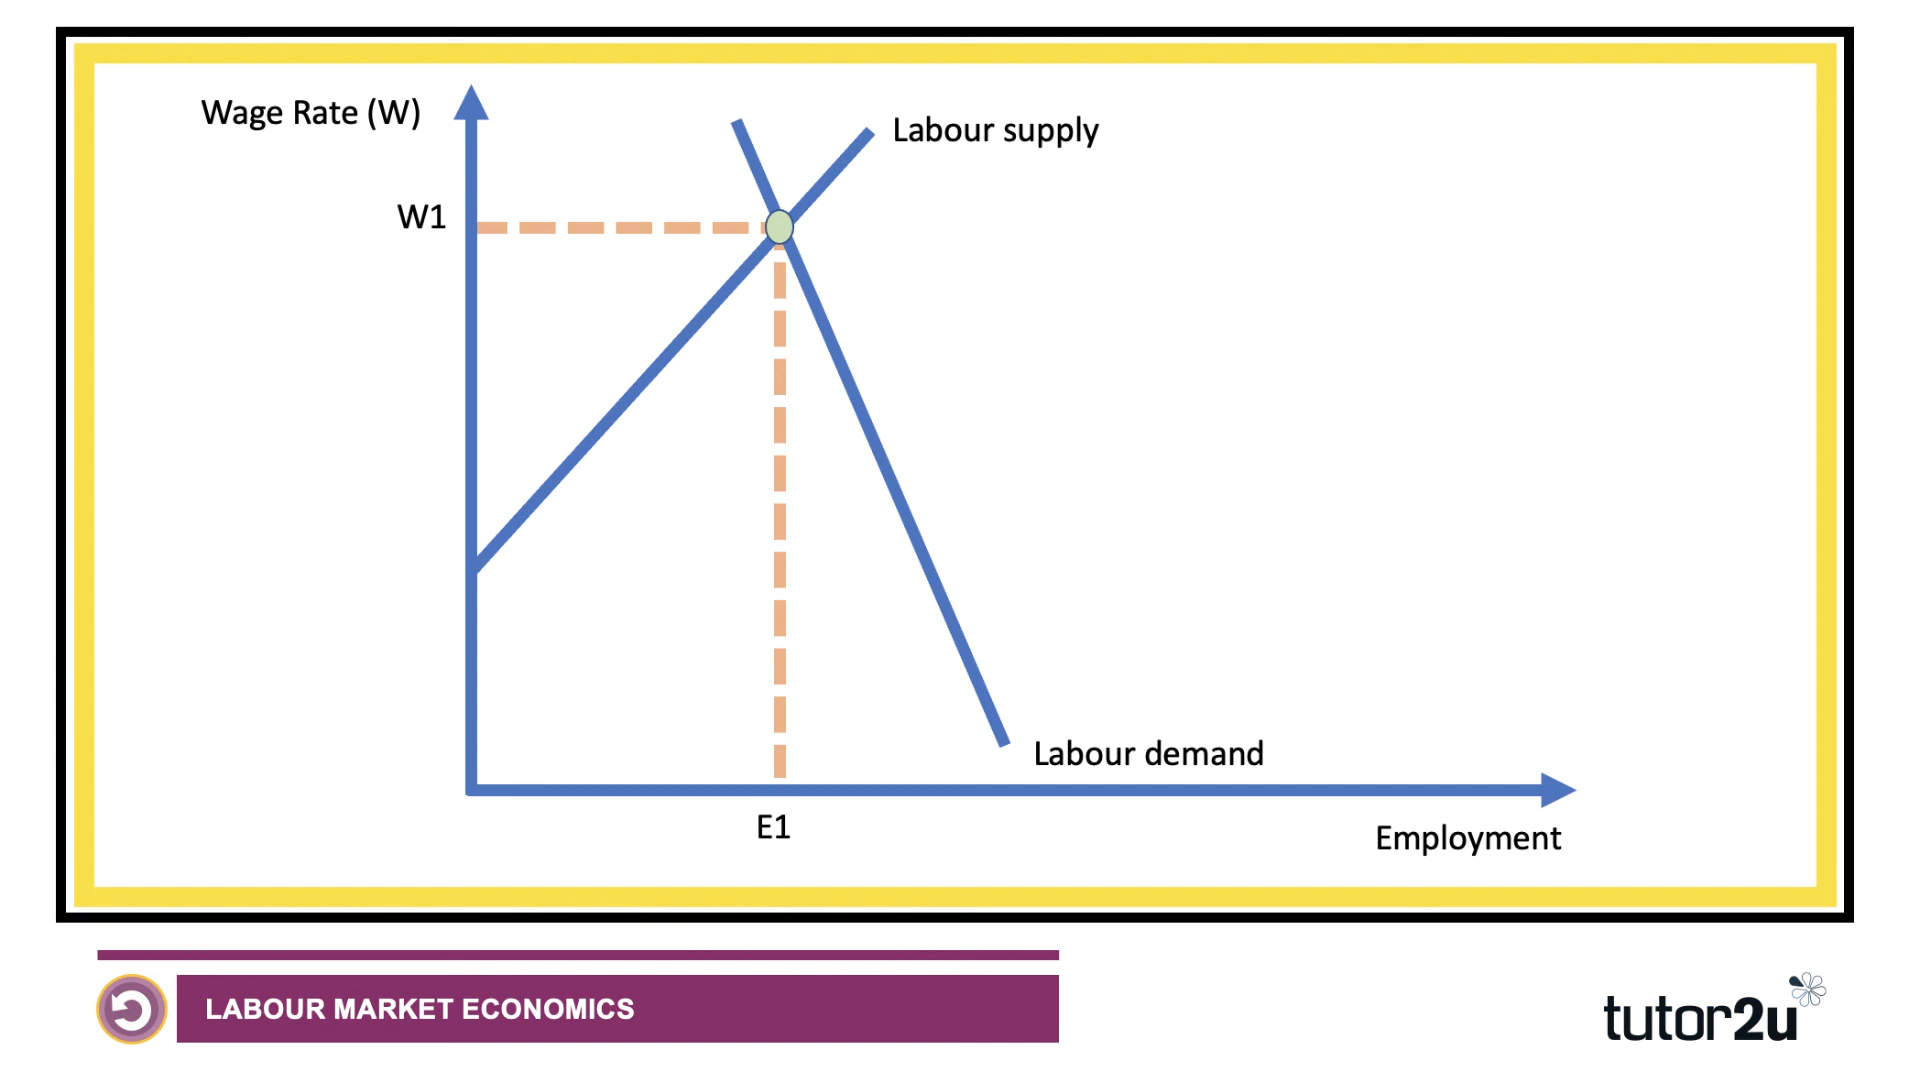 Wage Rate (W)
Labour supply
W1
Labour demand
E1
Employment
LABOUR MARKET ECONOMICS
tutor2u